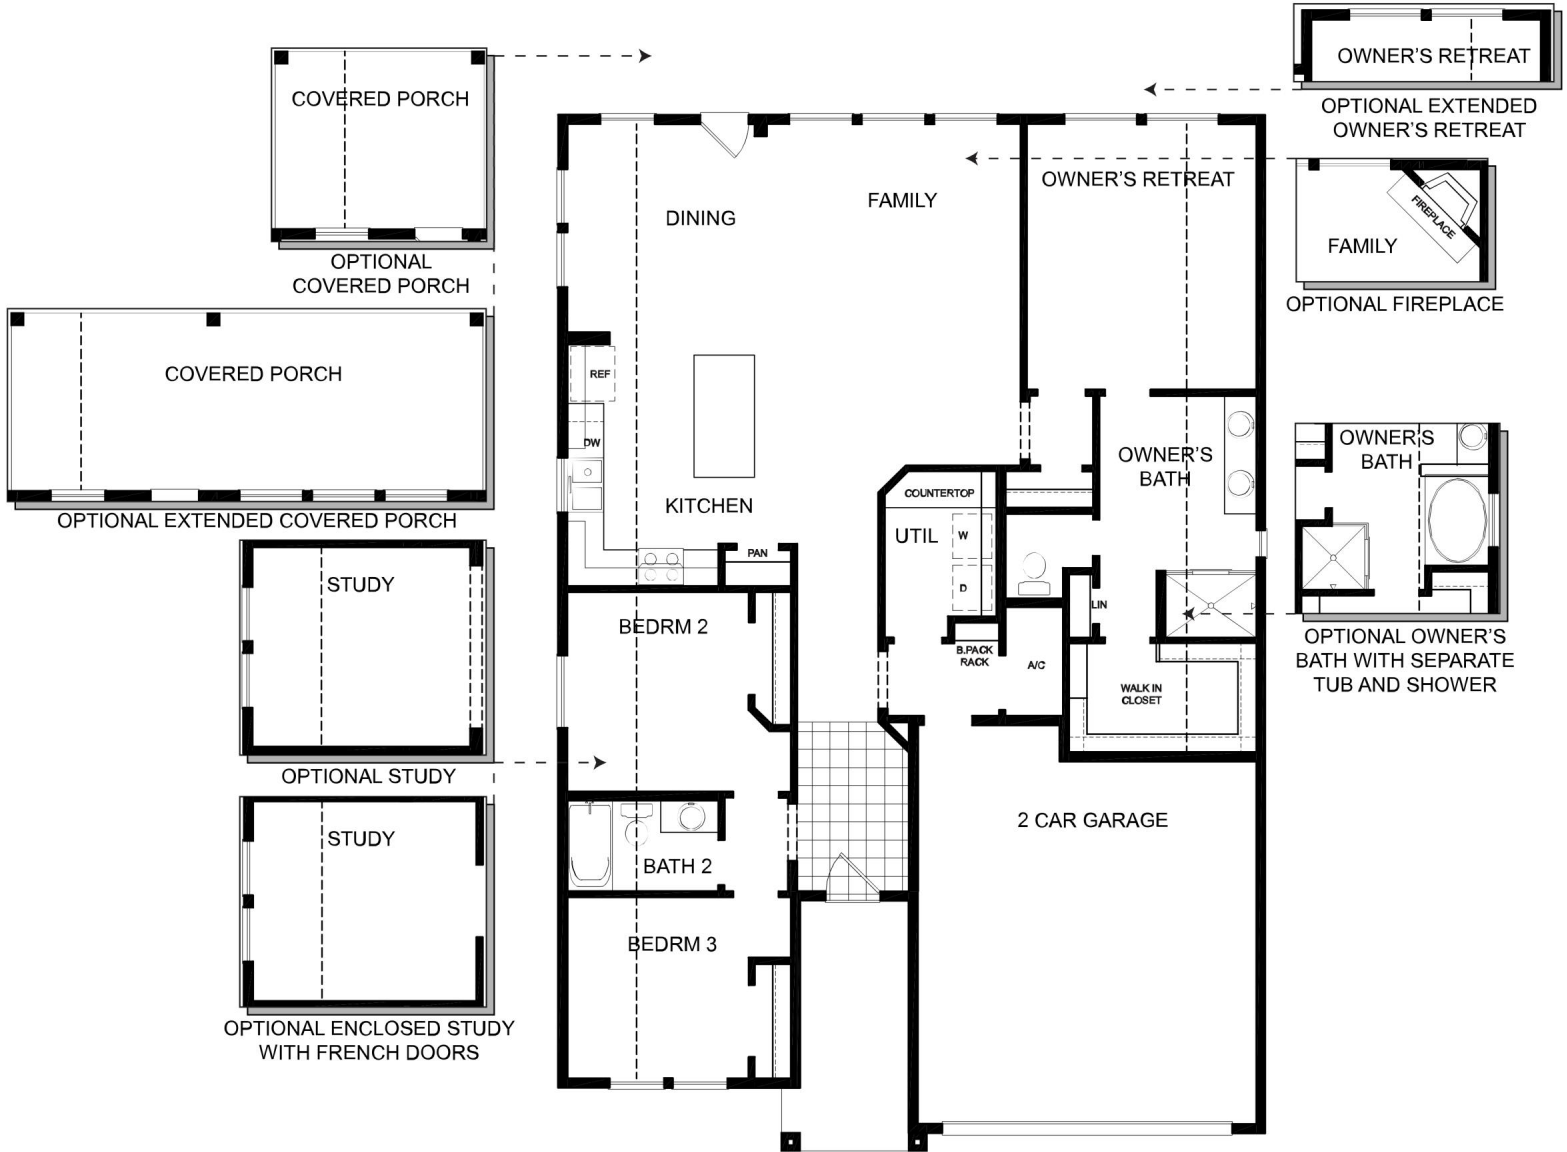 COVERED PORCH
OPTIONAL
COVERED PORCH
COVERED PORCH
OPTIONAL EXTENDED COVERED PORCH
STUDY
OPTIONAL STUDY
STUDY
OPTIONAL ENCLOSED STUDY
WITH FRENCH DOORS
DINING
FAMILY
OWNER'S RETREAT
REF
DW
KITCHEN
PAN
COUNTERTOP
UTIL
W
D
OWNER'S
BATH
LIN
B.PACK
RACK
A/C
WALK IN
CLOSET
BEDRM 2
BATH 2
BEDRM 3
2 CAR GARAGE
OWNER'S RETREAT
OPTIONAL EXTENDED
OWNER'S RETREAT
FIREPLACE
FAMILY
OPTIONAL FIREPLACE
OWNER'S
BATH
OPTIONAL OWNER'S
BATH WITH SEPARATE
TUB AND SHOWER